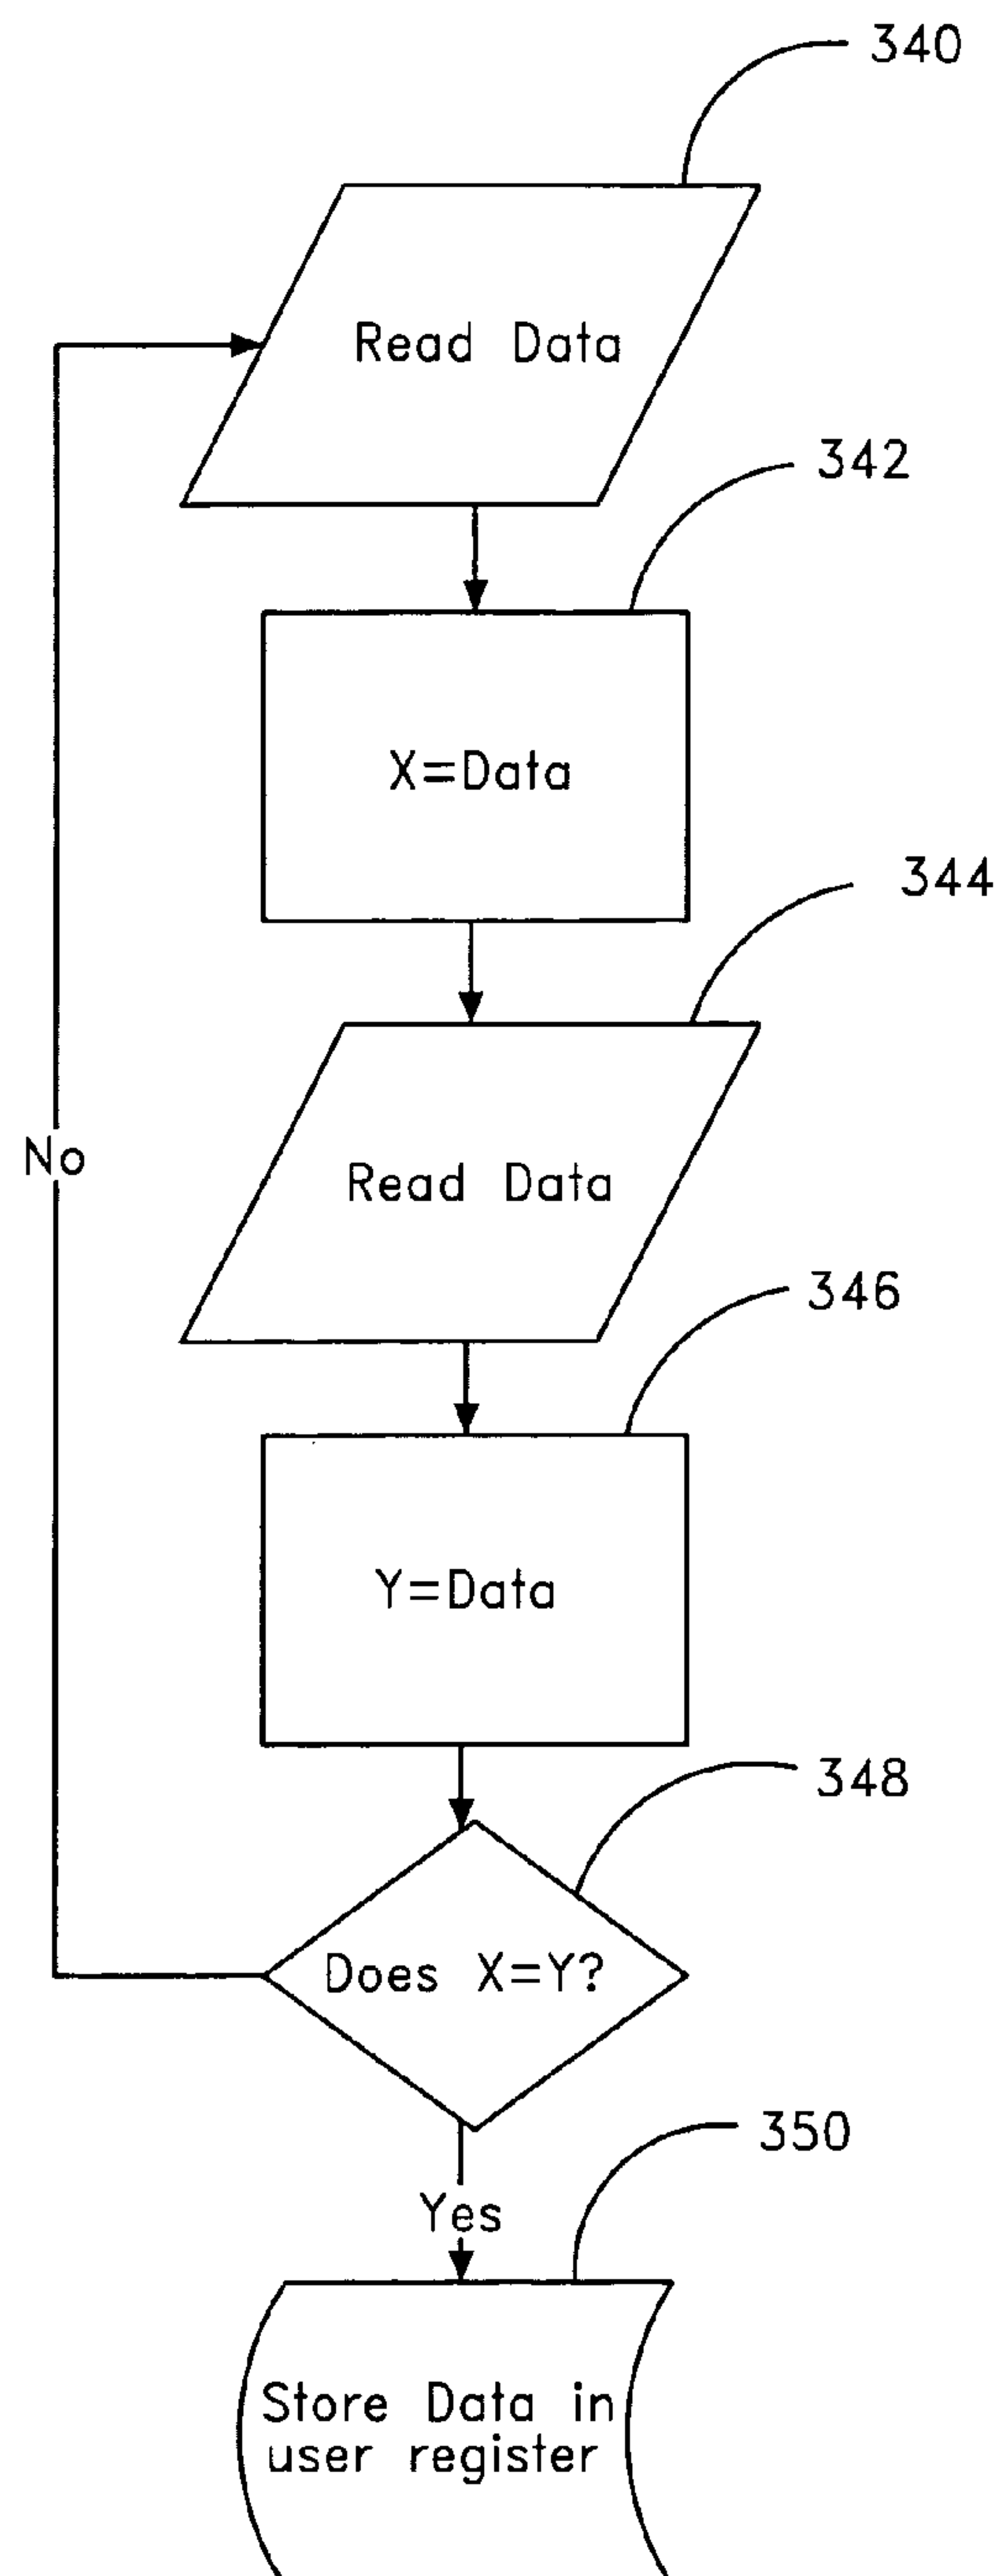 340
Read Data
342
X=Data
344
Read Data
No
346
Y=Data
348
Does X=Y?
350
Yes
Store Data in
user register